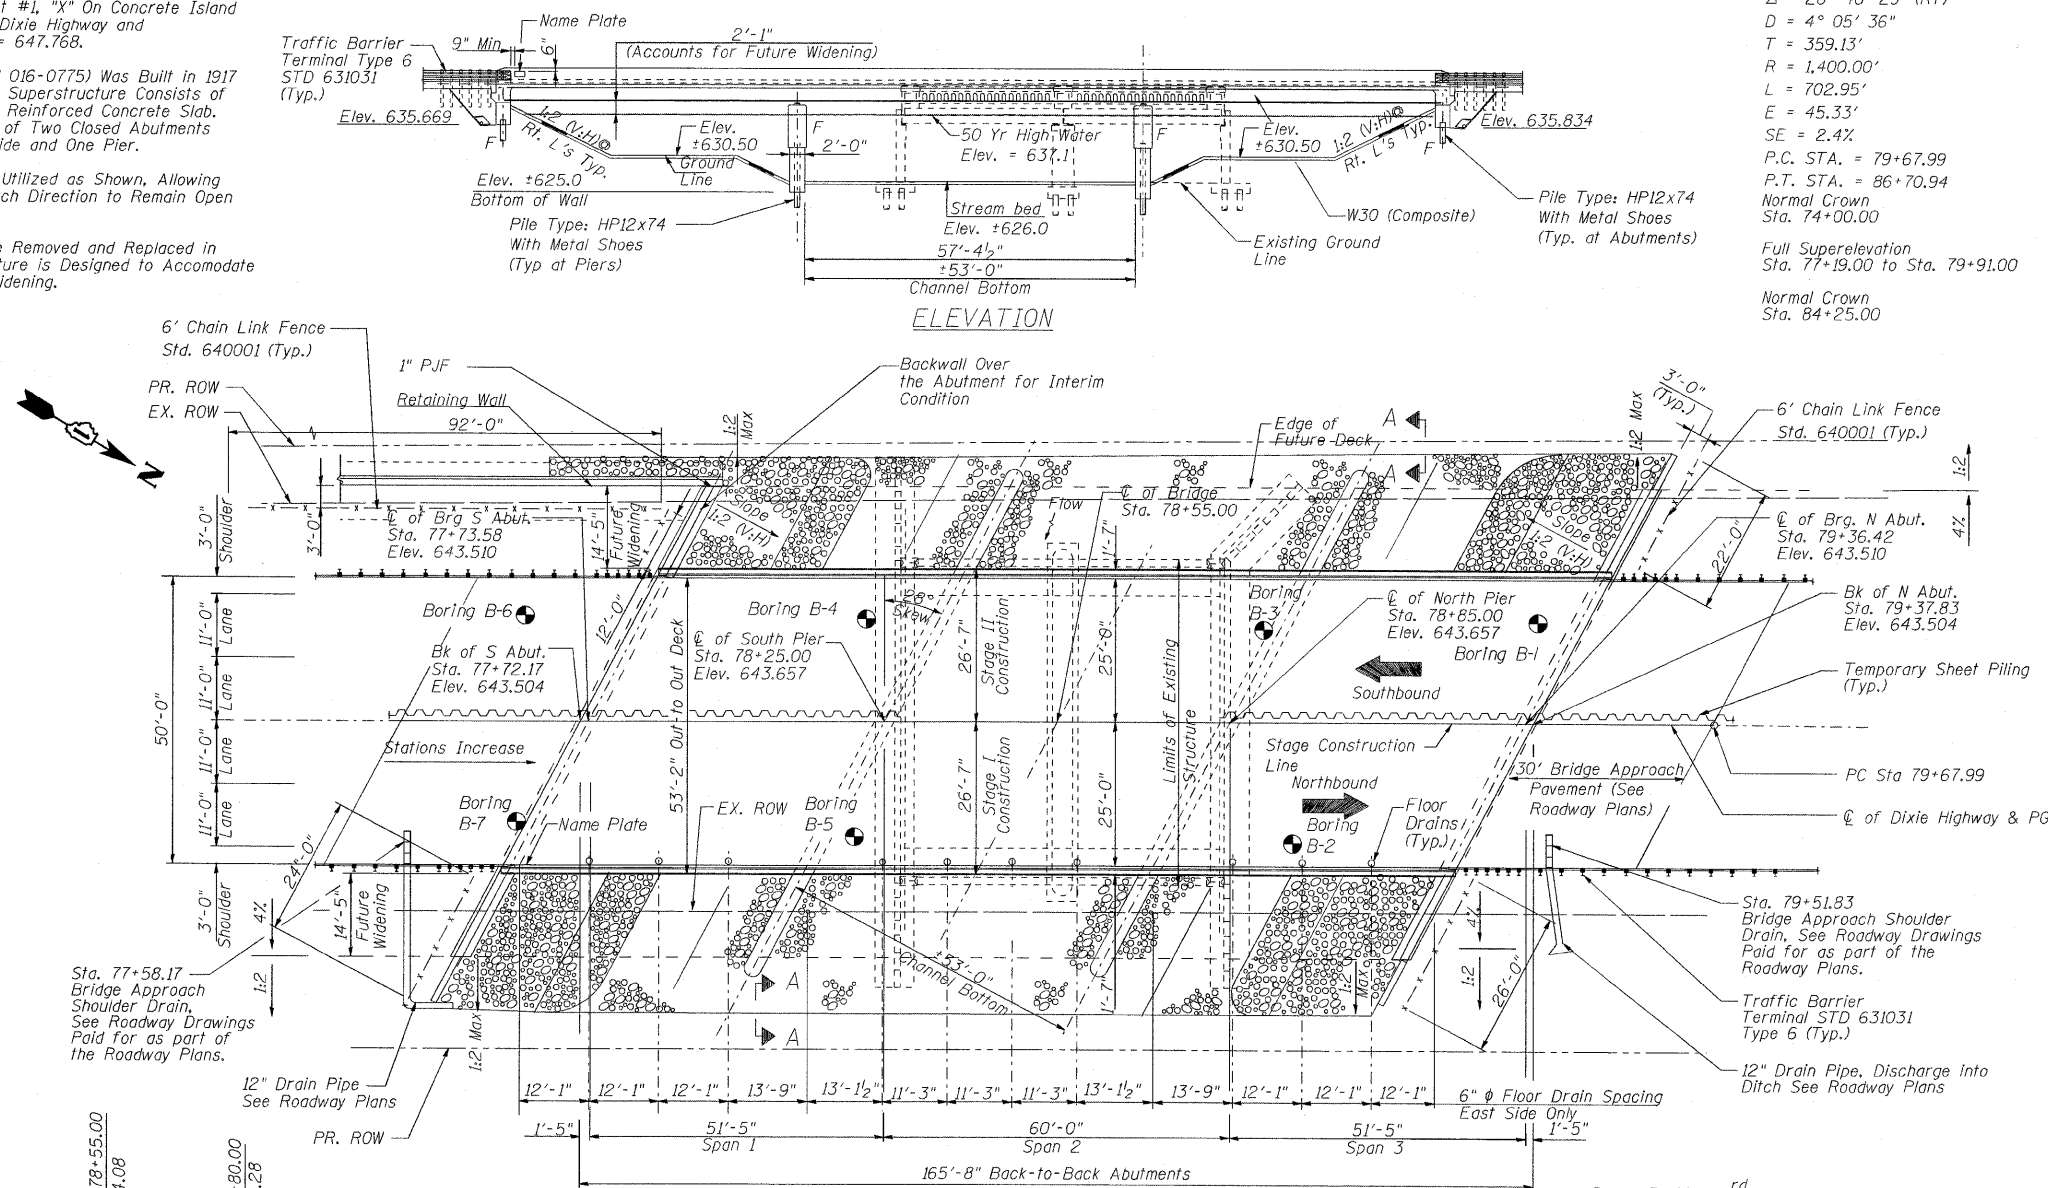 t #1, "X" On Concrete Island
Dixie Highway and
= 647.768.
016-0775) Was Built in 1917
Superstructure Consists of
Reinforced Concrete Slab.
of Two Closed Abutments
ide and One Pier.
Utilized as Shown, Allowing
ch Direction to Remain Open
e Removed and Replaced in
ture is Designed to Accomodate
idening.
Traffic Barrier
Terminal Type 6
STD 631031
(Typ.)
9" Min
6"
Name Plate
2'-1"
(Accounts for Future Widening)
Elev. 635.669
1:2 (V:H)@
Rt. L's Typ.
F
Elev.
±630.50
Ground
Line
2'-0"
F
50 Yr High Water
Elev. = 637.1
F
Elev.
±630.50
1:2 (V:H)@
Rt. L's Typ.
F
Elev. 635.834
Elev. ±625.0
Bottom of Wall
Pile Type: HP12x74
With Metal Shoes
(Typ at Piers)
Stream bed
Elev. ±626.0
57'-4½"
±53'-0"
Channel Bottom
W30 (Composite)
Existing Ground
Line
Pile Type: HP12x74
With Metal Shoes
(Typ. at Abutments)
ELEVATION
D = 4° 05' 36"
T = 359.13'
R = 1,400.00'
L = 702.95'
E = 45.33'
SE = 2.4%
P.C. STA. = 79+67.99
P.T. STA. = 86+70.94
Normal Crown
Sta. 74+00.00
Full Superelevation
Sta. 77+19.00 to Sta. 79+91.00
Normal Crown
Sta. 84+25.00
6' Chain Link Fence
Std. 640001 (Typ.)
PR. ROW
EX. ROW
1" PJF
Retaining Wall
92'-0"
1:2
Max
Backwall Over
the Abutment for Interim
Condition
Edge of
Future Deck
A
A
1:2 Max
3'-0"
(Typ.)
6' Chain Link Fence
Std. 640001 (Typ.)
1:2
4%
N
3'-0"
Shoulder
3'-0"
℄ of Brg S Abut.
Sta. 77+73.58
Elev. 643.510
14'-5"
Future
Widening
Slope
1:2 (V:H)
Flow
℄ of Bridge
Sta. 78+55.00
1'-7"
Slope
1:2 (V:H)
22'-0"
℄ of Brg. N Abut.
Sta. 79+36.42
Elev. 643.510
50'-0"
11'-0"
Lane
11'-0"
Lane
11'-0"
Lane
11'-0"
Lane
Boring B-6
12'-0"
Bk of S Abut.
Sta. 77+72.17
Elev. 643.504
53'-2" Out-to Out Deck
Boring B-4
℄ of South Pier
Sta. 78+25.00
Elev. 643.657
Skew
26'-7"
Stage II
Construction
25'-0"
Limits of Existing
Structure
Boring
B-3
℄ of North Pier
Sta. 78+85.00
Elev. 643.657
Boring B-1
Southbound
Bk of N Abut.
Sta. 79+37.83
Elev. 643.504
Temporary Sheet Piling
(Typ.)
Stations Increase
26'-7"
Stage I
Construction
25'-0"
Stage Construction
Line
Northbound
30' Bridge Approach
Pavement (See
Roadway Plans)
PC Sta 79+67.99
℄ of Dixie Highway & PG
Boring
B-7
Name Plate
EX. ROW
Boring
B-5
Boring
B-2
Floor
Drains
(Typ.)
24'-0"
3'-0"
Shoulder
4%
1:2
14'-5"
Future
Widening
Sta. 77+58.17
Bridge Approach
Shoulder Drain,
See Roadway Drawings
Paid for as part of
the Roadway Plans.
1:2 Max
A
A
±53'-0"
Channel Bottom
1'-7"
1:2
Max
4%
1:2
26'-0"
Sta. 79+51.83
Bridge Approach Shoulder
Drain, See Roadway Drawings
Paid for as part of the
Roadway Plans.
Traffic Barrier
Terminal STD 631031
Type 6 (Typ.)
12" Drain Pipe, Discharge into
Ditch See Roadway Plans
12" Drain Pipe
See Roadway Plans
PR. ROW
12'-1" 12'-1" 12'-1" 13'-9" 13'-1½" 11'-3" 11'-3" 11'-3" 13'-1½" 13'-9" 12'-1" 12'-1" 12'-1"
6" ϕ Floor Drain Spacing
East Side Only
1'-5" 51'-5" 60'-0" 51'-5" 1'-5"
Span 1 Span 2 Span 3
165'-8" Back-to-Back Abutments
78+55.00
4.08
80.00
.28
rd